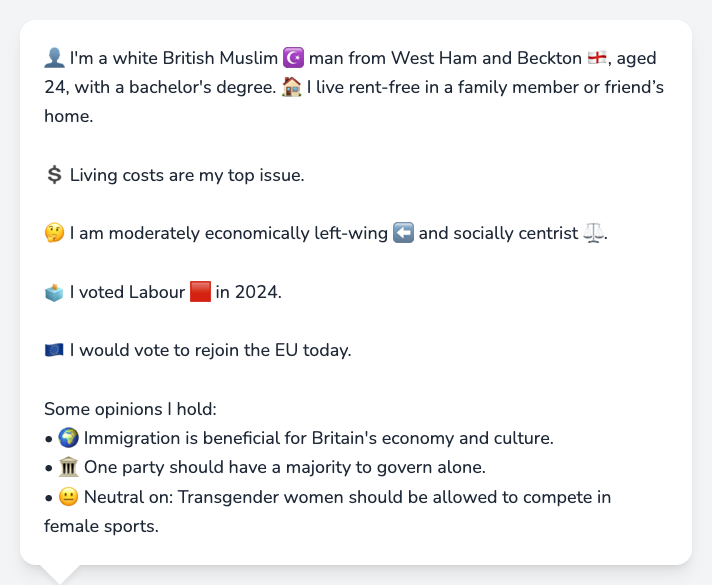 👤 I'm a white British Muslim ☪️ man from West Ham and Beckton 🏴󠁧󠁢󠁥󠁮󠁧󠁿, aged
24, with a bachelor's degree. 🏠 I live rent-free in a family member or friend’s
home.
💲 Living costs are my top issue.
🤔 I am moderately economically left-wing ⬅️ and socially centrist ⚖️.
🗳️ I voted Labour 🟥 in 2024.
🇪🇺 I would vote to rejoin the EU today.
Some opinions I hold:
• 🌍 Immigration is beneficial for Britain's economy and culture.
• 🏛️ One party should have a majority to govern alone.
• 😐 Neutral on: Transgender women should be allowed to compete in
female sports.